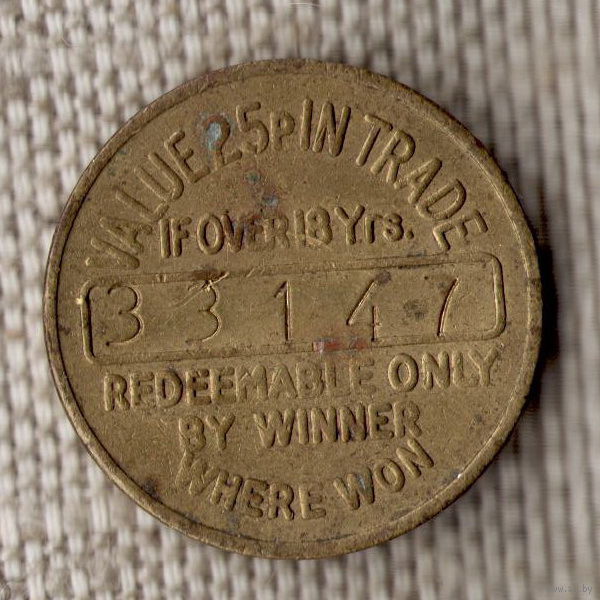 VALUE 25P IN TRADE
IF OVER 18 Yrs.
33147
REDEEMABLE ONLY
BY WINNER
WHERE WON